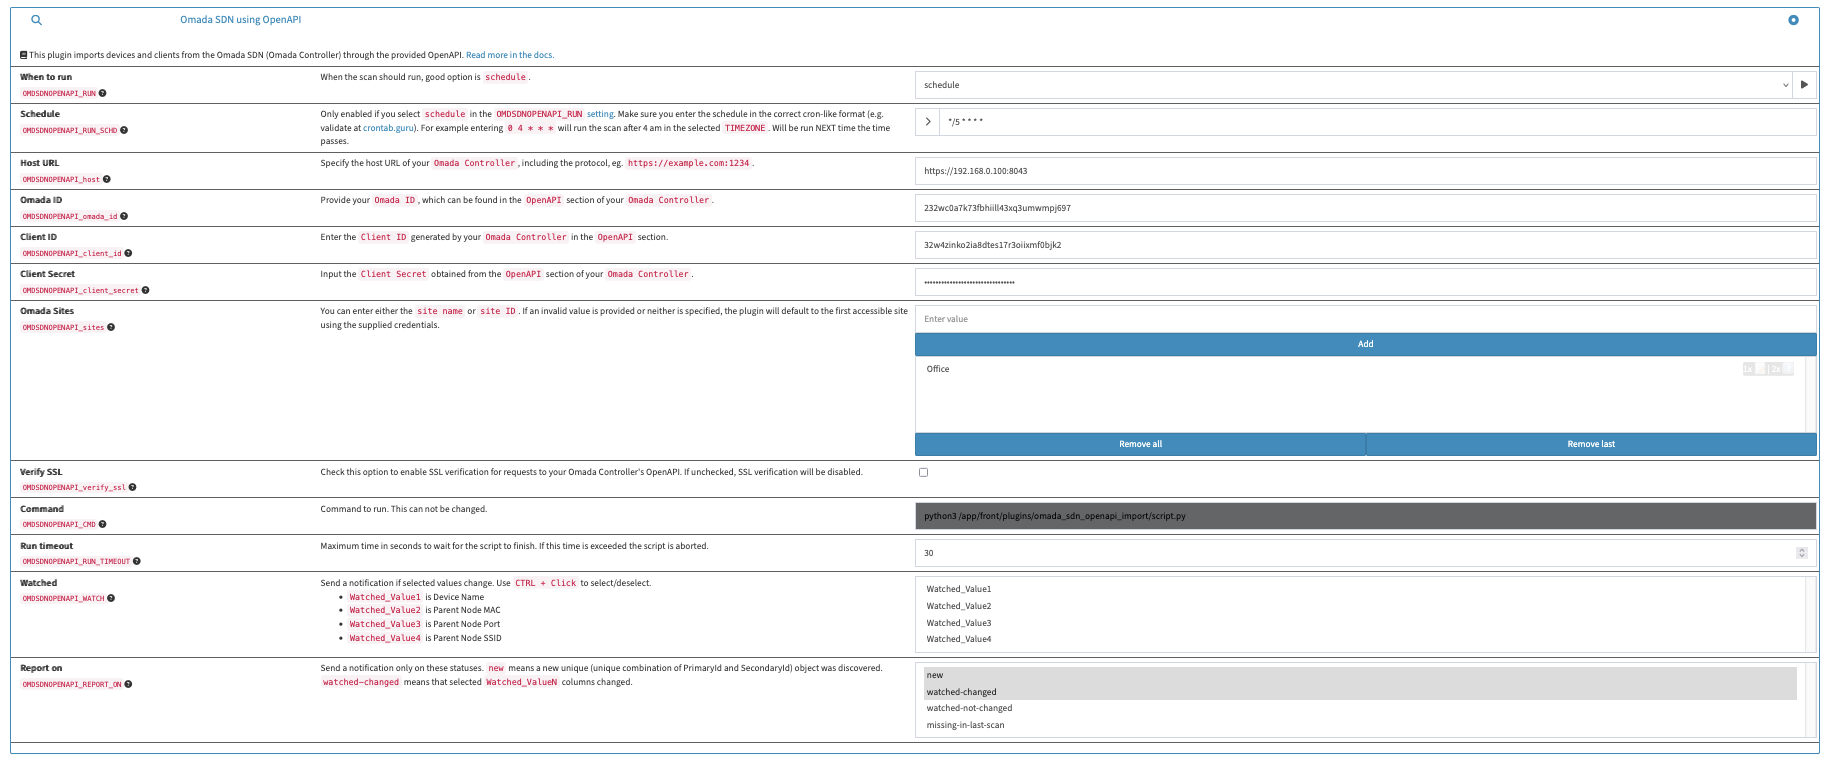 Omada SDN using OpenAPI
This plugin imports devices and clients from the Omada SDN (Omada Controller) through the provided OpenAPI. Read more in the docs.
When to run
OMDSDNOPENAPI_RUN
When the scan should run, good option is schedule .
schedule
Schedule
OMDSDNOPENAPI_RUN_SCHD
Only enabled if you select schedule in the OMDSDNOPENAPI_RUN setting. Make sure you enter the schedule in the correct cron-like format (e.g.
validate at crontab.guru). For example entering 0 4 * * * will run the scan after 4 am in the selected TIMEZONE . Will be run NEXT time the time
passes.
*/5 * * * *
Host URL
OMDSDNOPENAPI_host
Specify the host URL of your Omada Controller , including the protocol, eg. https://example.com:1234 .
https://192.168.0.100:8043
Omada ID
OMDSDNOPENAPI_omada_id
Provide your Omada ID , which can be found in the OpenAPI section of your Omada Controller .
232wc0a7k73fbhiill43xq3umwmpj697
Client ID
OMDSDNOPENAPI_client_id
Enter the Client ID generated by your Omada Controller in the OpenAPI section.
32w4zinko2ia8dtes17r3oiixmf0bjk2
Client Secret
OMDSDNOPENAPI_client_secret
Input the Client Secret obtained from the OpenAPI section of your Omada Controller .
Omada Sites
OMDSDNOPENAPI_sites
You can enter either the site name or site ID . If an invalid value is provided or neither is specified, the plugin will default to the first accessible site
using the supplied credentials.
Enter value
Add
Office
1x | 2x
Remove all
Remove last
Verify SSL
OMDSDNOPENAPI_verify_ssl
Check this option to enable SSL verification for requests to your Omada Controller's OpenAPI. If unchecked, SSL verification will be disabled.
Command
OMDSDNOPENAPI_CMD
Command to run. This can not be changed.
python3 /app/front/plugins/omada_sdn_openapi_import/script.py
Run timeout
OMDSDNOPENAPI_RUN_TIMEOUT
Maximum time in seconds to wait for the script to finish. If this time is exceeded the script is aborted.
30
Watched
OMDSDNOPENAPI_WATCH
Send a notification if selected values change. Use CTRL + Click to select/deselect.
• Watched_Value1 is Device Name
• Watched_Value2 is Parent Node MAC
• Watched_Value3 is Parent Node Port
• Watched_Value4 is Parent Node SSID
Watched_Value1
Watched_Value2
Watched_Value3
Watched_Value4
Report on
OMDSDNOPENAPI_REPORT_ON
Send a notification only on these statuses. new means a new unique (unique combination of PrimaryId and SecondaryId) object was discovered.
watched-changed means that selected Watched_ValueN columns changed.
new
watched-changed
watched-not-changed
missing-in-last-scan